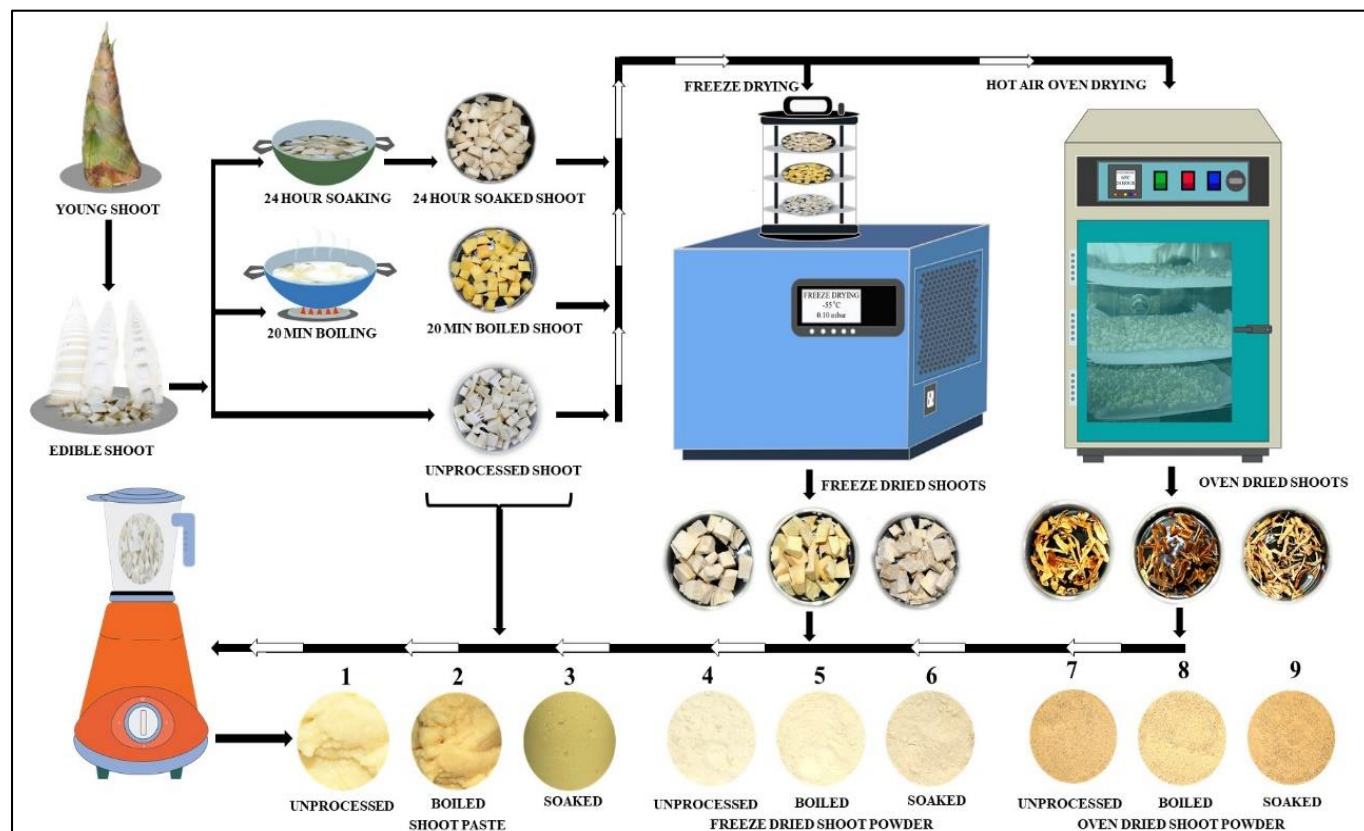 FREEZE DRYING
HOT AIR OVEN DRYING
YOUNG SHOOT
24 HOUR SOAKING
24 HOUR SOAKED SHOOT
20 MIN BOILING
20 MIN BOILED SHOOT
EDIBLE SHOOT
UNPROCESSED SHOOT
FREEZE DRYING
-55 °C
0.10 mbar
FREEZE DRIED SHOOTS
OVEN DRIED SHOOTS
1 2 3 4 5 6 7 8 9
UNPROCESSED BOILED SOAKED UNPROCESSED BOILED SOAKED UNPROCESSED BOILED SOAKED
SHOOT PASTE FREEZE DRIED SHOOT POWDER OVEN DRIED SHOOT POWDER